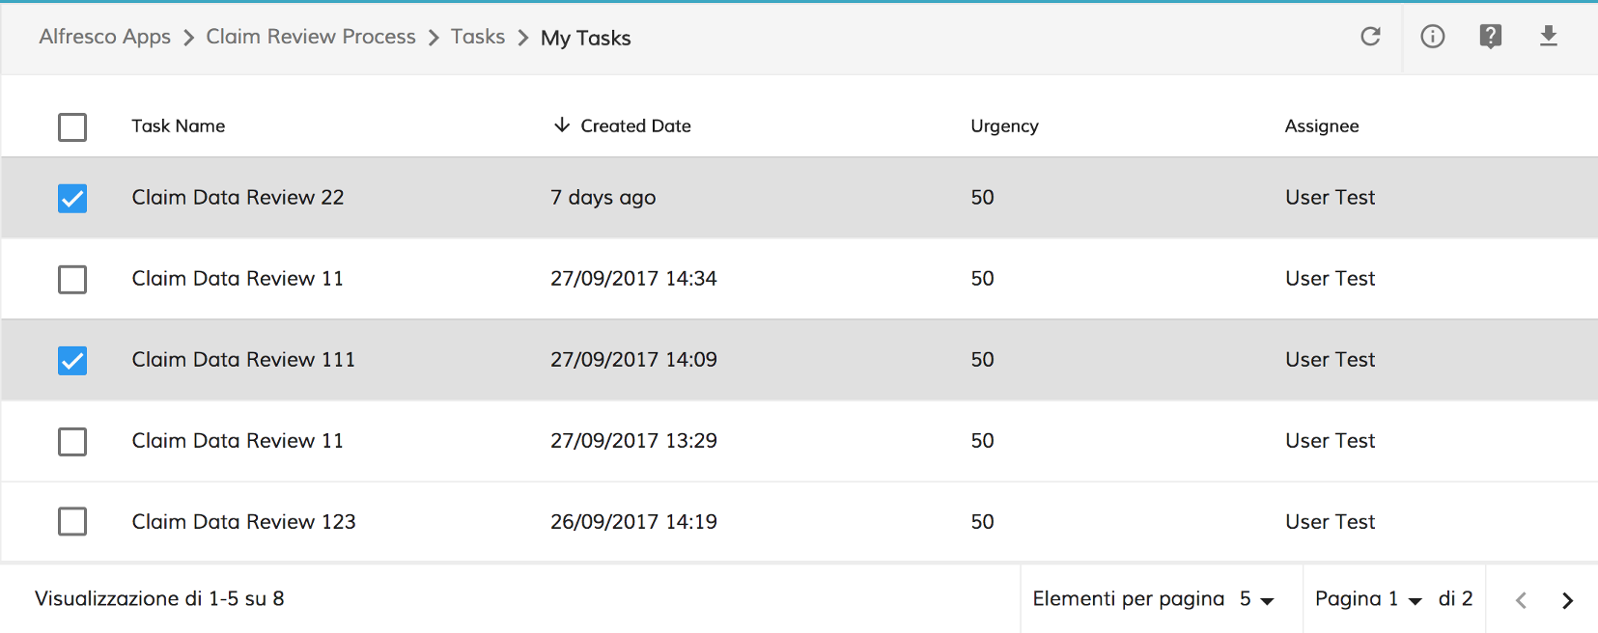 Alfresco Apps > Claim Review Process > Tasks > My Tasks
Task Name Created Date Urgency Assignee
Claim Data Review 22 7 days ago 50 User Test
Claim Data Review 11 27/09/2017 14:34 50 User Test
Claim Data Review 111 27/09/2017 14:09 50 User Test
Claim Data Review 11 27/09/2017 13:29 50 User Test
Claim Data Review 123 26/09/2017 14:19 50 User Test
Visualizzazione di 1-5 su 8 Elementi per pagina 5 Pagina 1 di 2